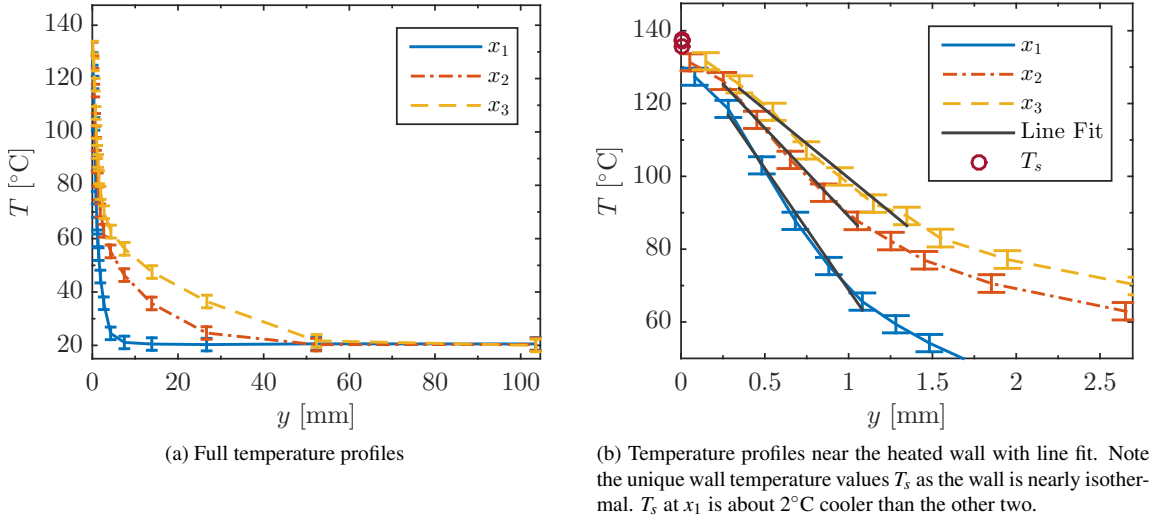 140
120
100
80
60
40
20
T [°C]
x₁
x₂
x₃
0 20 40 60 80 100
y [mm]
(a) Full temperature profiles
140
120
100
80
60
T [°C]
x₁
x₂
x₃
Line Fit
Tₛ
0 0.5 1 1.5 2 2.5
y [mm]
(b) Temperature profiles near the heated wall with line fit. Note
the unique wall temperature values Tₛ as the wall is nearly isother-
mal. Tₛ at x₁ is about 2°C cooler than the other two.